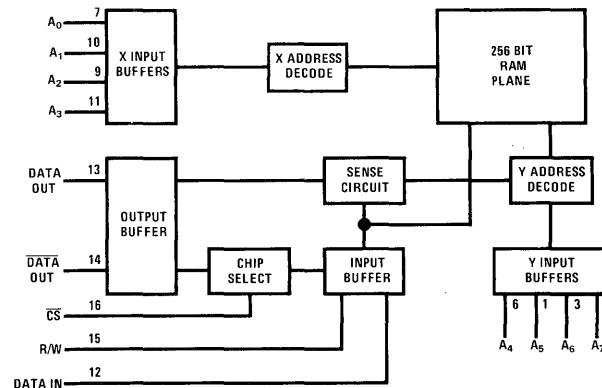 7
A0
X INPUT
BUFFERS
10
A1
9
A2
11
A3
X ADDRESS
DECODE
256 BIT
RAM
PLANE
13
DATA
OUT
OUTPUT
BUFFER
SENSE
CIRCUIT
Y ADDRESS
DECODE
14
DATA
OUT
CHIP
SELECT
INPUT
BUFFER
Y INPUT
BUFFERS
16
CS
6 1 3
15
R/W
A4 A5 A6 A7
12
DATA IN